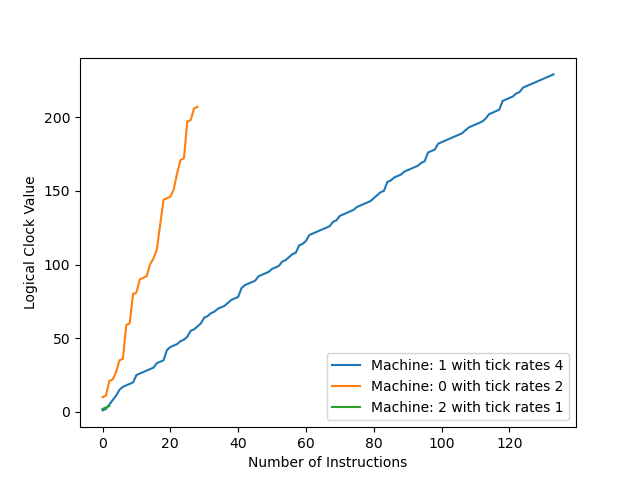 200
150
100
50
0
Logical Clock Value
Machine: 1 with tick rates 4
Machine: 0 with tick rates 2
Machine: 2 with tick rates 1
0 20 40 60 80 100 120
Number of Instructions